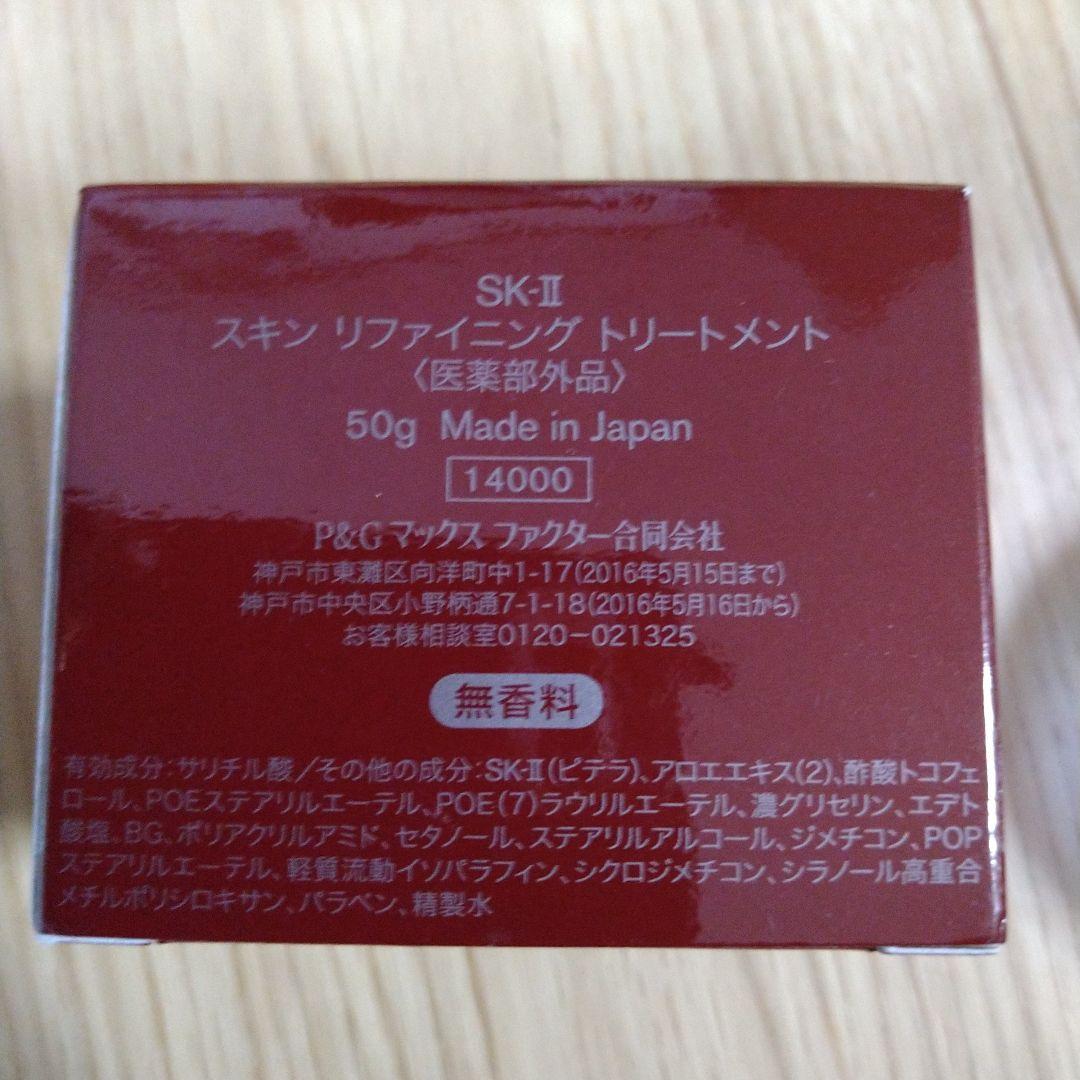 SK-Ⅱ
スキン リファイニング トリートメント
〈医薬部外品〉
50g Made in Japan
14000
P&G マックス ファクター合同会社
神戸市東灘区向洋町中1-17(2016年5月15日まで)
神戸市中央区小野柄通7-1-18(2016年5月16日から)
お客様相談室0120-021325
無香料
有効成分:サリチル酸/その他の成分:SK-Ⅱ(ピテラ)、アロエエキス(2)、酢酸トコフェ
ロール、POEステアリルエーテル、POE(7)ラウリルエーテル、濃グリセリン、エデト
酸塩、BG、ポリアクリルアミド、セタノール、ステアリルアルコール、ジメチコン、POP
ステアリルエーテル、軽質流動イソパラフィン、シクロジメチコン、シラノール高重合
メチルポリシロキサン、パラベン、精製水